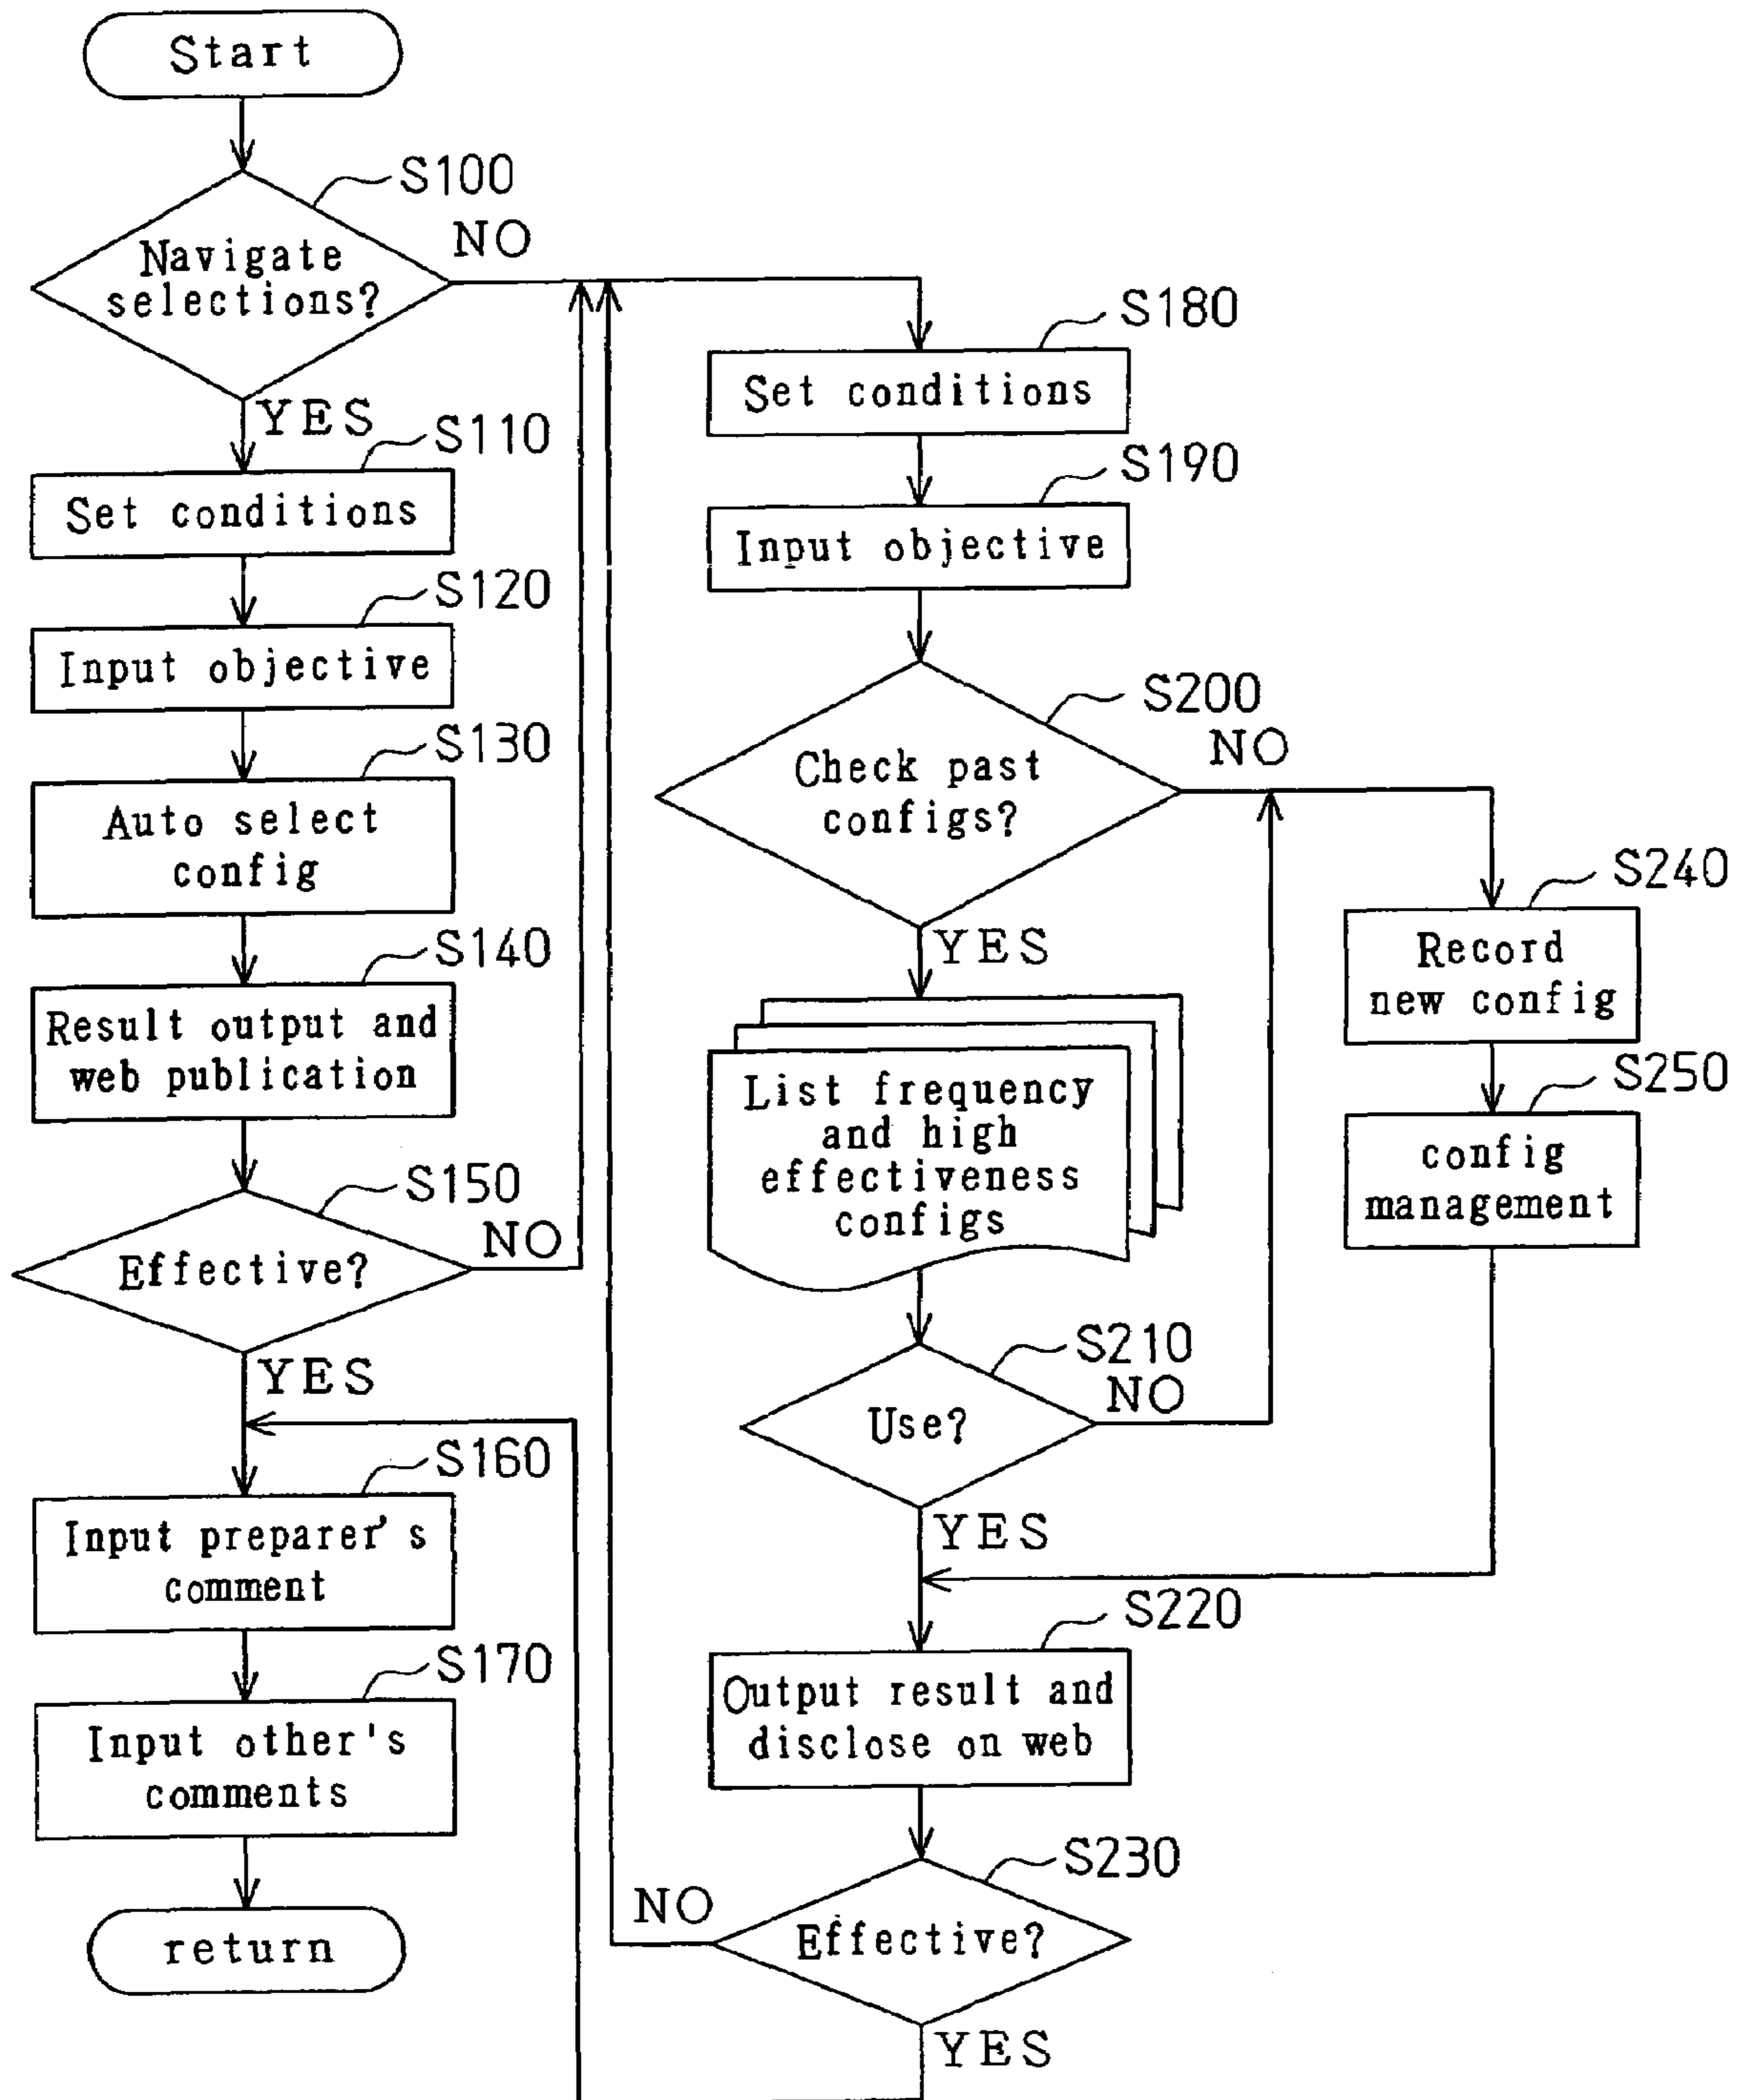 Start
S100
NO
Navigate
selections?
YES
S110
Set conditions
S120
Input objective
S130
Auto select
config
S140
Result output and
web publication
S150
NO
Effective?
YES
S160
Input preparer's
comment
S170
Input other's
comments
return
S180
Set conditions
S190
Input objective
S200
NO
Check past
configs?
YES
List frequency
and high
effectiveness
configs
S210
NO
Use?
YES
S220
Output result and
disclose on web
S230
NO
Effective?
YES
S240
Record
new config
S250
config
management